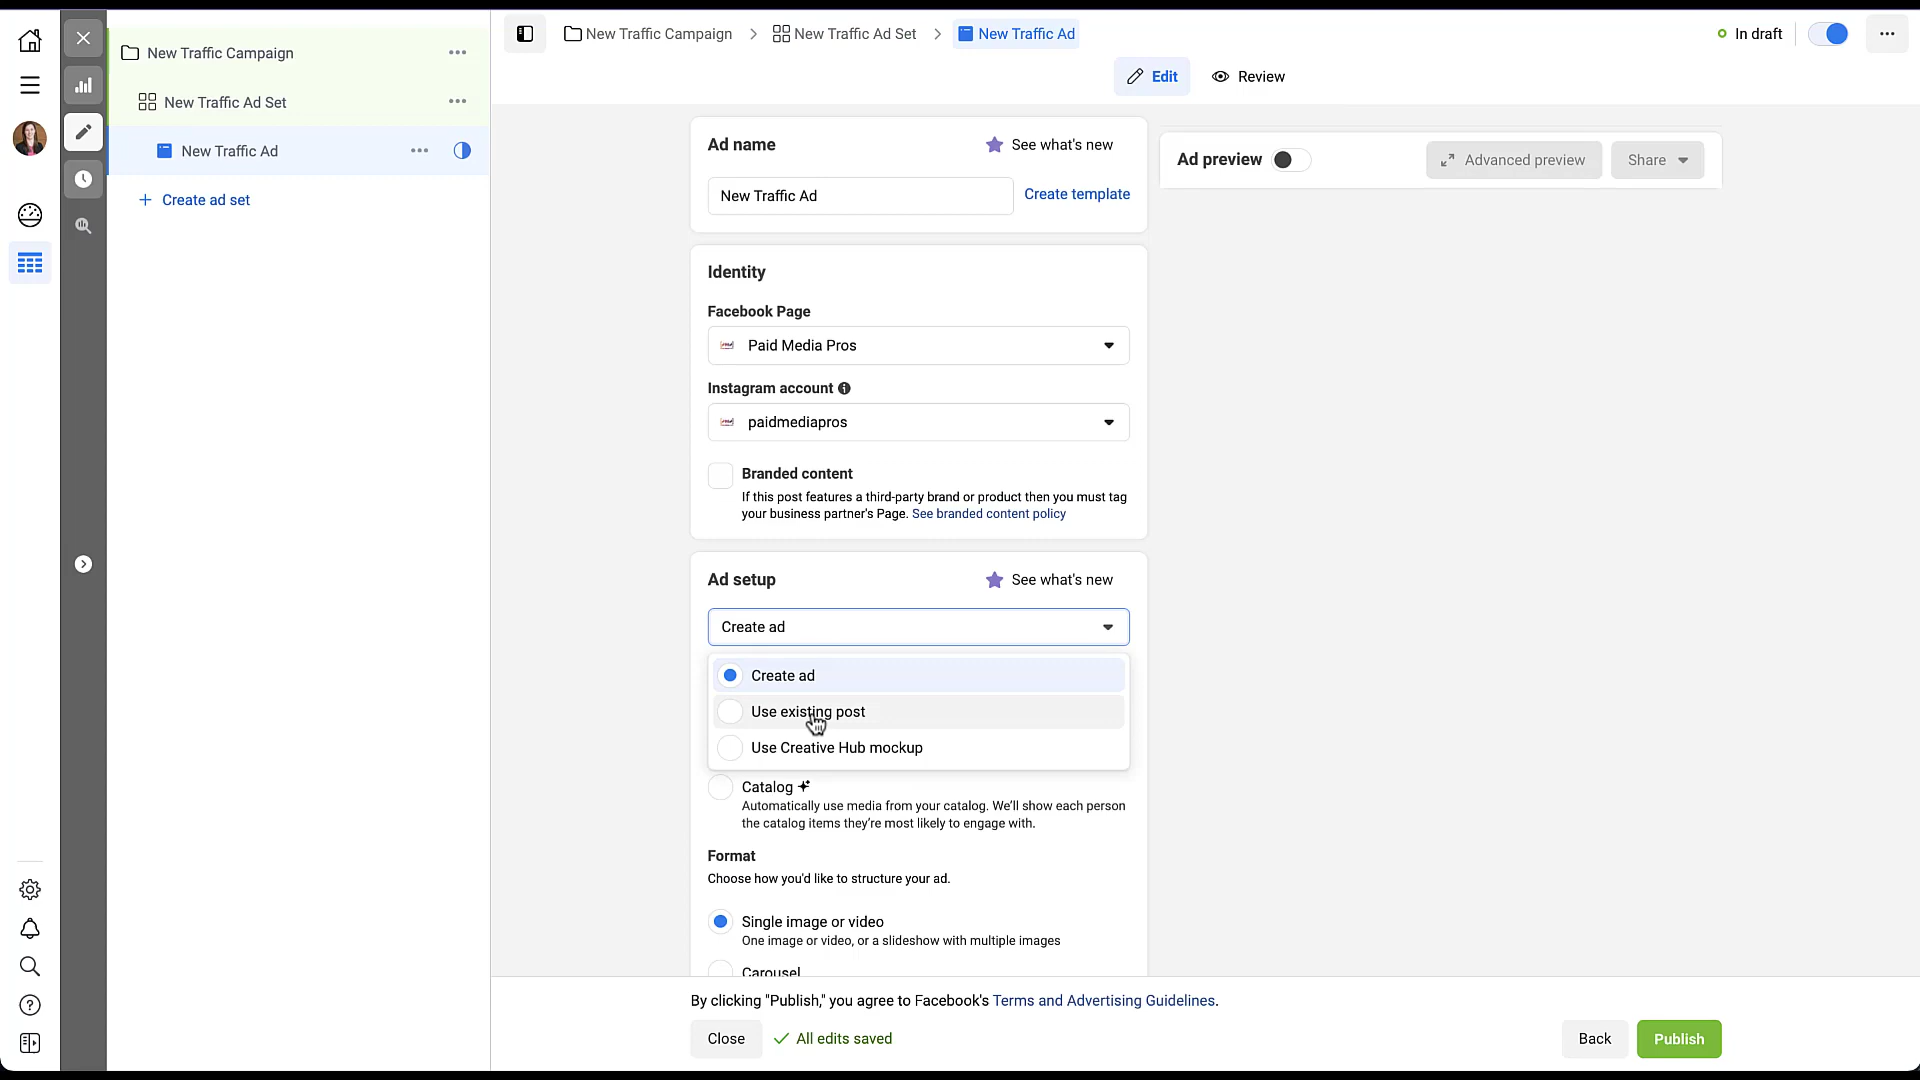 New Traffic Campaign
New Traffic Ad Set
New Traffic Ad
Create ad set
New Traffic Campaign
New Traffic Ad Set
New Traffic Ad
In draft
Edit
Review
Ad name
See what's new
New Traffic Ad
Create template
Identity
Facebook Page
Paid Media Pros
Instagram account
paidmediapros
Branded content
If this post features a third-party brand or product then you must tag
your business partner's Page. See branded content policy
Ad setup
See what's new
Create ad
Create ad
Use existing post
Use Creative Hub mockup
Catalog
Automatically use media from your catalog. We'll show each person
the catalog items they're most likely to engage with.
Format
Choose how you'd like to structure your ad.
Single image or video
One image or video, or a slideshow with multiple images
Carousel
Ad preview
Advanced preview
Share
By clicking "Publish," you agree to Facebook's Terms and Advertising Guidelines.
Close
All edits saved
Back
Publish